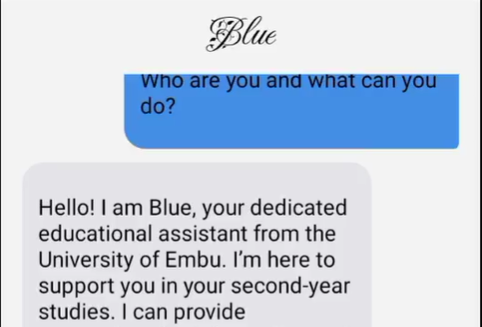 Blue
Who are you and what can you
do?
Hello! I am Blue, your dedicated
educational assistant from the
University of Embu. I'm here to
support you in your second-year
studies. I can provide